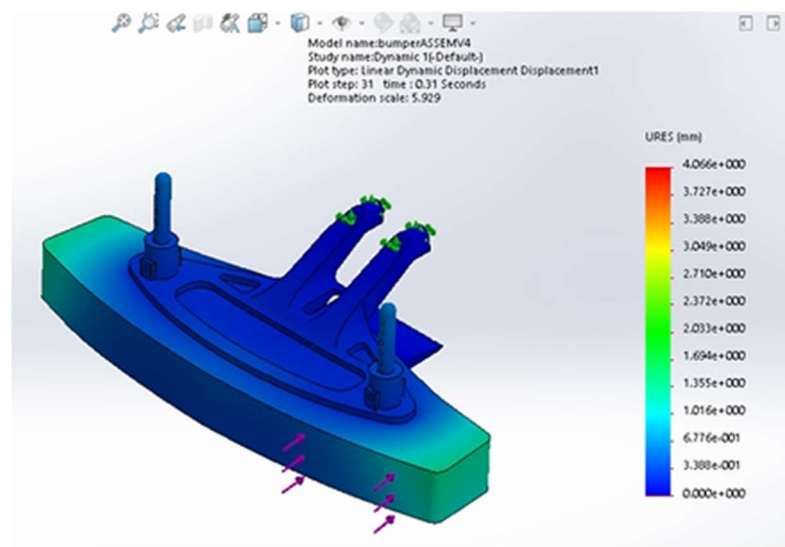 Model name:bumperASSEMV4
Study name:Dynamic 1(-Default-)
Plot type: Linear Dynamic Displacement Displacement1
Plot step: 31 time : 0.31 Seconds
Deformation scale: 5.929
URES (mm)
4.066e+000
3.727e+000
3.388e+000
3.049e+000
2.710e+000
2.372e+000
2.033e+000
1.694e+000
1.355e+000
1.016e+000
6.776e-001
3.388e-001
0.000e+000